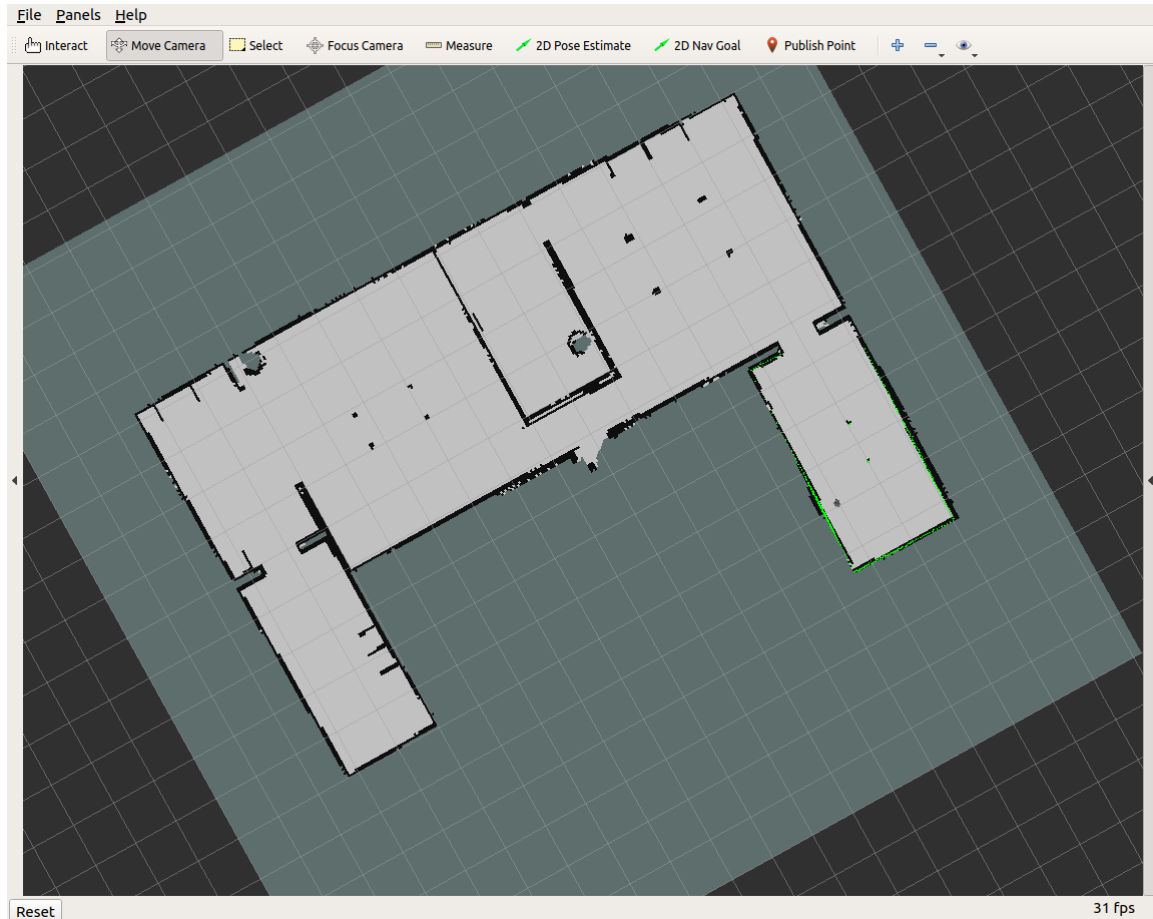 File Panels Help
Interact Move Camera Select Focus Camera Measure 2D Pose Estimate 2D Nav Goal Publish Point
Reset 31 fps